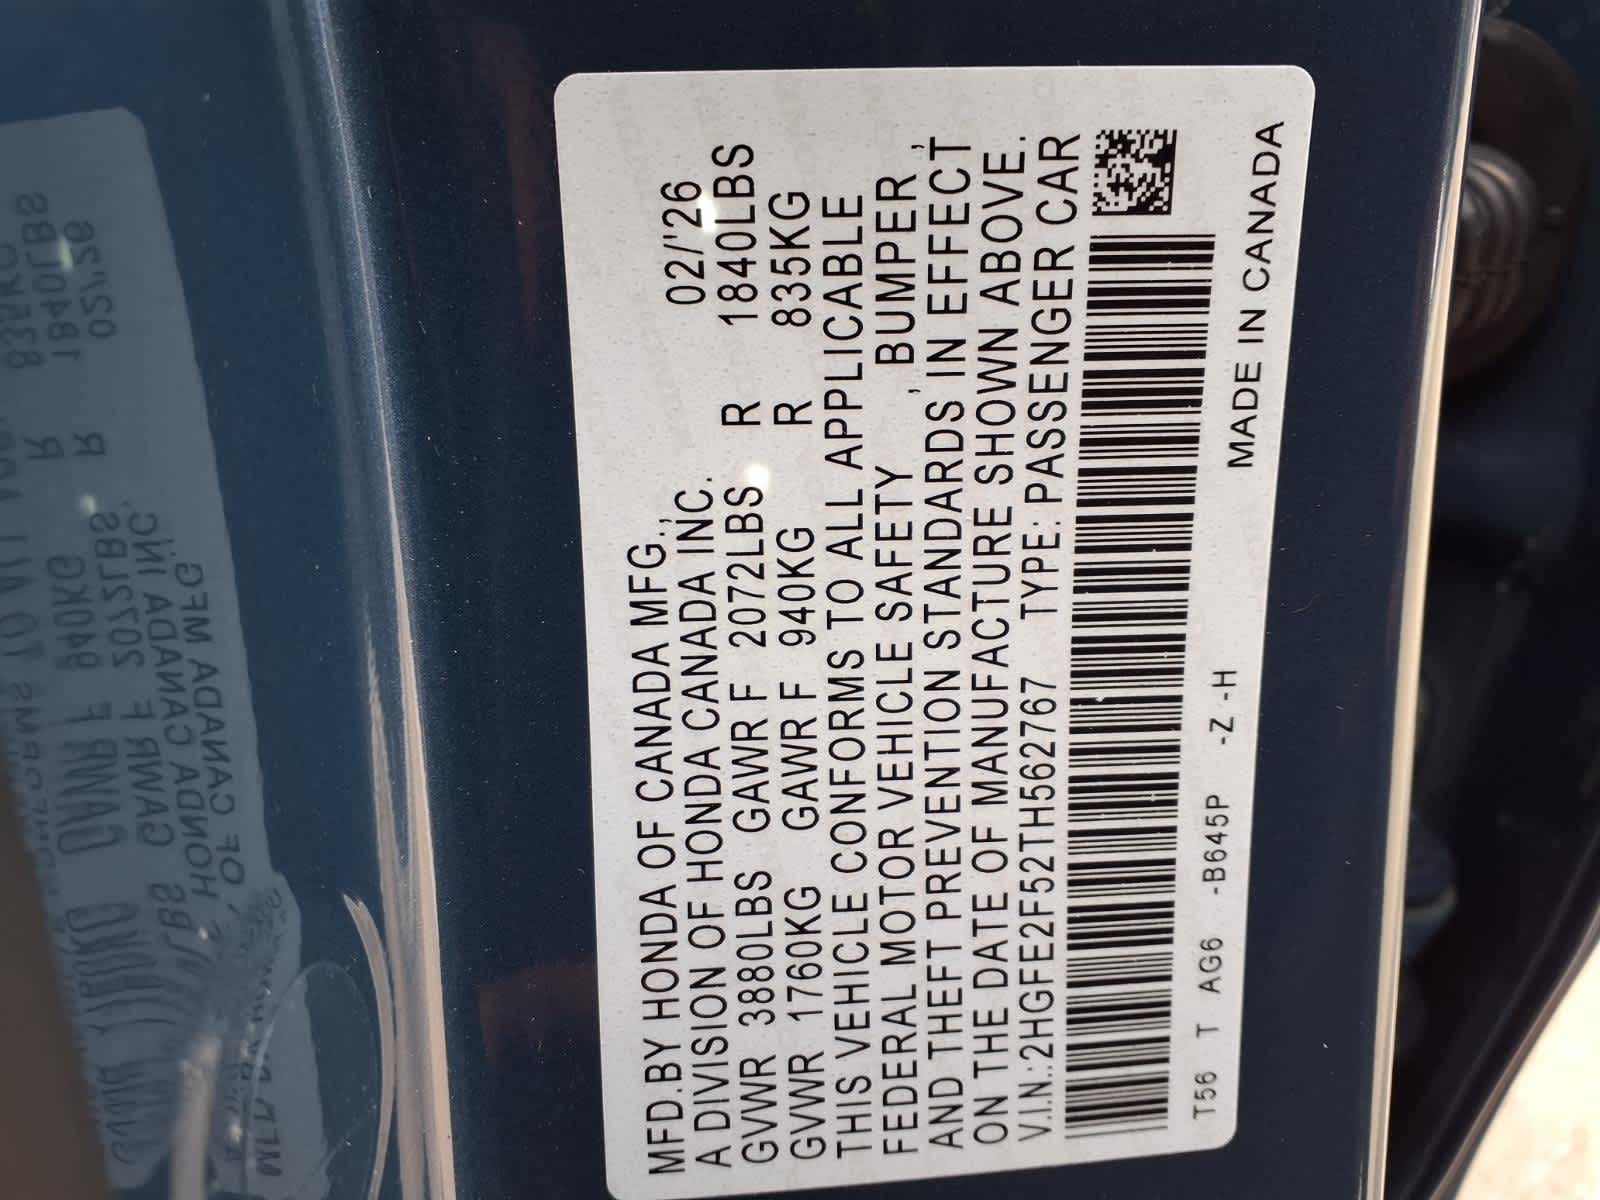 MFD.BY HONDA OF CANADA MFG.,
A DIVISION OF HONDA CANADA INC. 02/'26
GVWR 3880LBS GAWR F 2072LBS R 1840LBS
GVWR 1760KG GAWR F 940KG R 835KG
THIS VEHICLE CONFORMS TO ALL APPLICABLE
FEDERAL MOTOR VEHICLE SAFETY , BUMPER ,
AND THEFT PREVENTION STANDARDS IN EFFECT
ON THE DATE OF MANUFACTURE SHOWN ABOVE.
V.I.N.:2HGFE2F52TH562767 TYPE: PASSENGER CAR
T56 T AG6 -B645P -Z -H
MADE IN CANADA